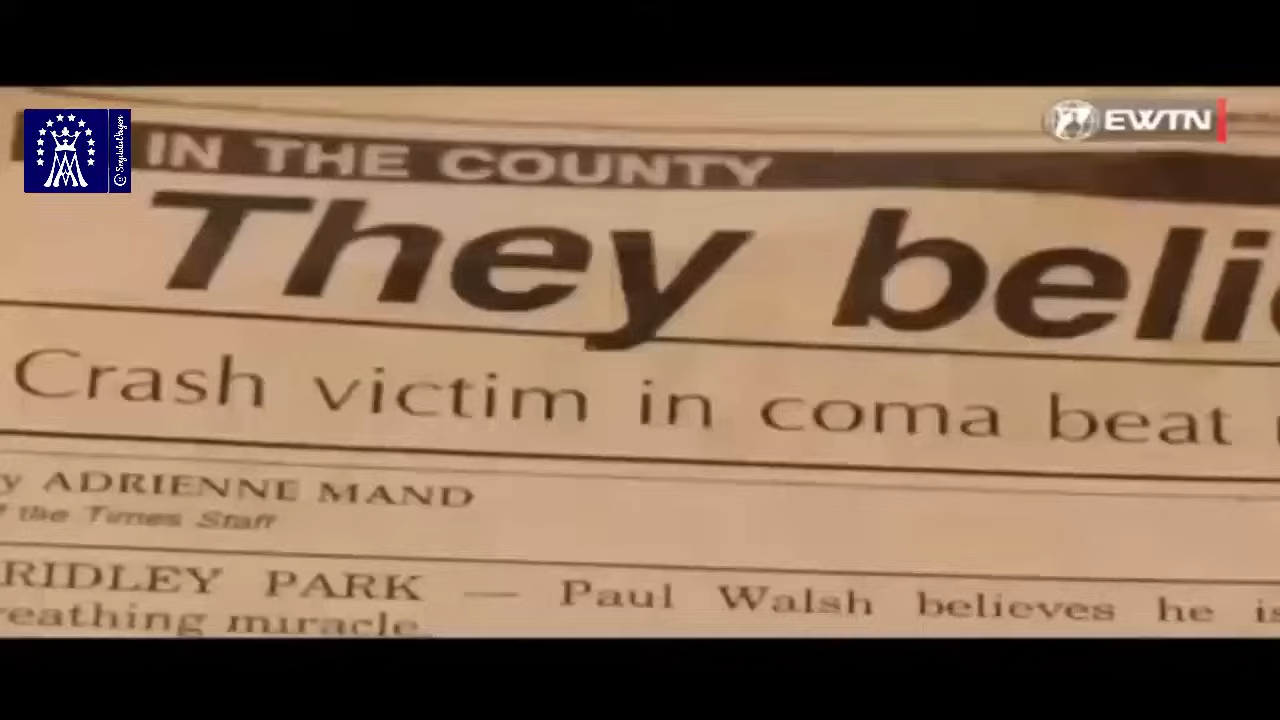 EWTN
IN THE COUNTY
They beli
Crash victim in coma beat
y ADRIENNE MAND
the Times Staff
RIDLEY PARK — Paul Walsh believes he is
reathing miracle.